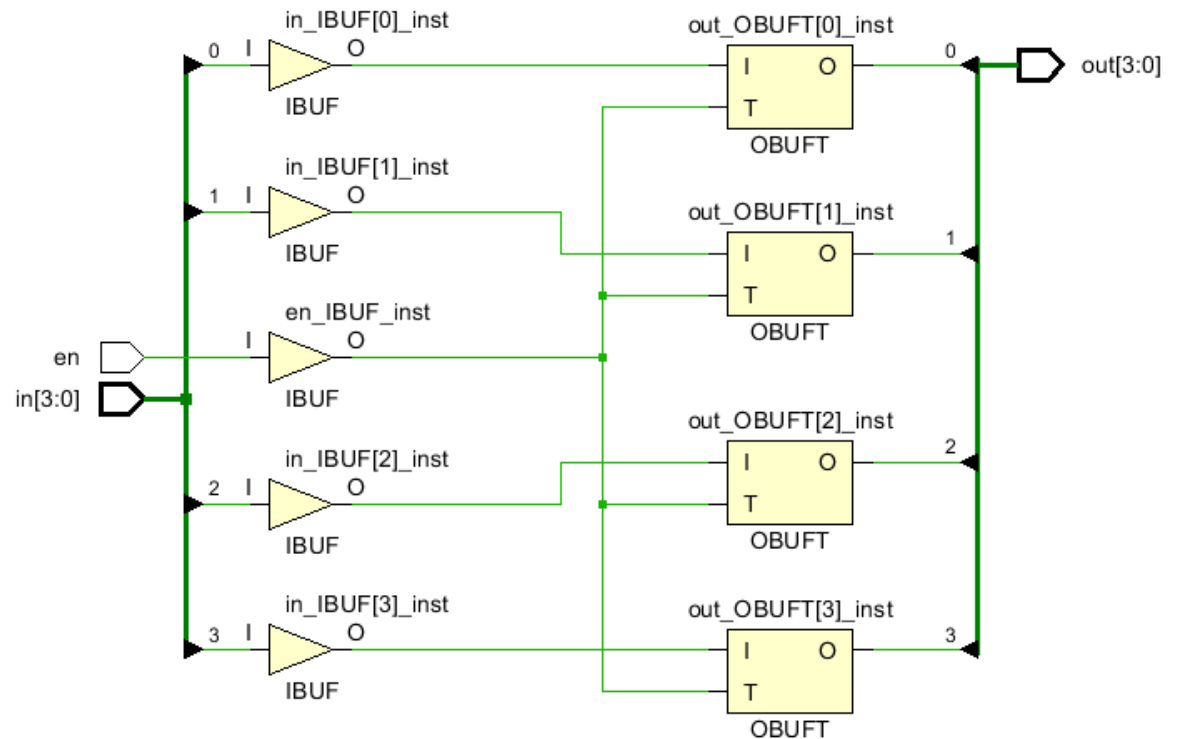 in_IBUF[0]_inst
0 I O
IBUF
out_OBUFT[0]_inst
I O
T
OBUFT
0
out[3:0]
in_IBUF[1]_inst
1 I O
IBUF
out_OBUFT[1]_inst
I O
T
OBUFT
1
en_IBUF_inst
en I O
IBUF
in[3:0]
in_IBUF[2]_inst
2 I O
IBUF
out_OBUFT[2]_inst
I O
T
OBUFT
2
in_IBUF[3]_inst
3 I O
IBUF
out_OBUFT[3]_inst
I O
T
OBUFT
3